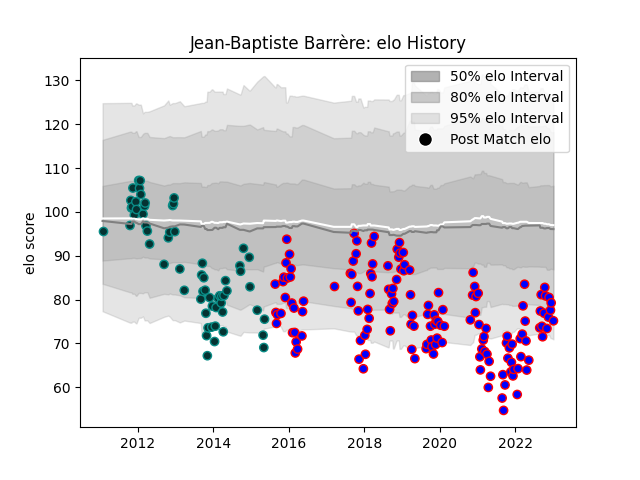 Jean-Baptiste Barrère: elo History
50% elo Interval
80% elo Interval
95% elo Interval
Post Match elo
elo score
130
120
110
100
90
80
70
60
2012
2014
2016
2018
2020
2022